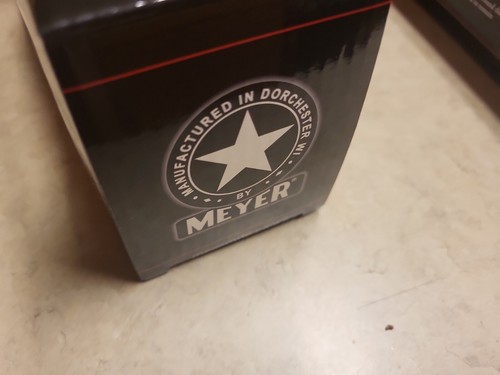 MANUFACTURED IN DORCHESTER WI
BY
MEYER